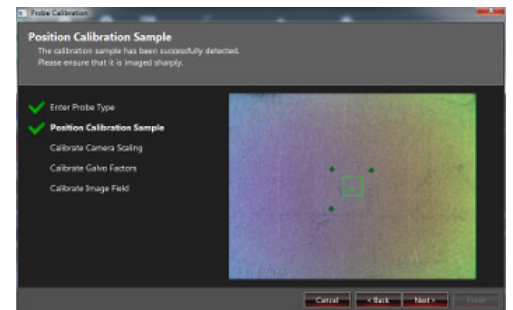 Probe Calibration
Position Calibration Sample
The calibration sample has been successfully detected.
Please ensure that it is imaged sharply.
Enter Probe Type
Position Calibration Sample
Calibrate Camera Scaling
Calibrate Galvo Factors
Calibrate Image Field
Cancel < Back Next > Finish